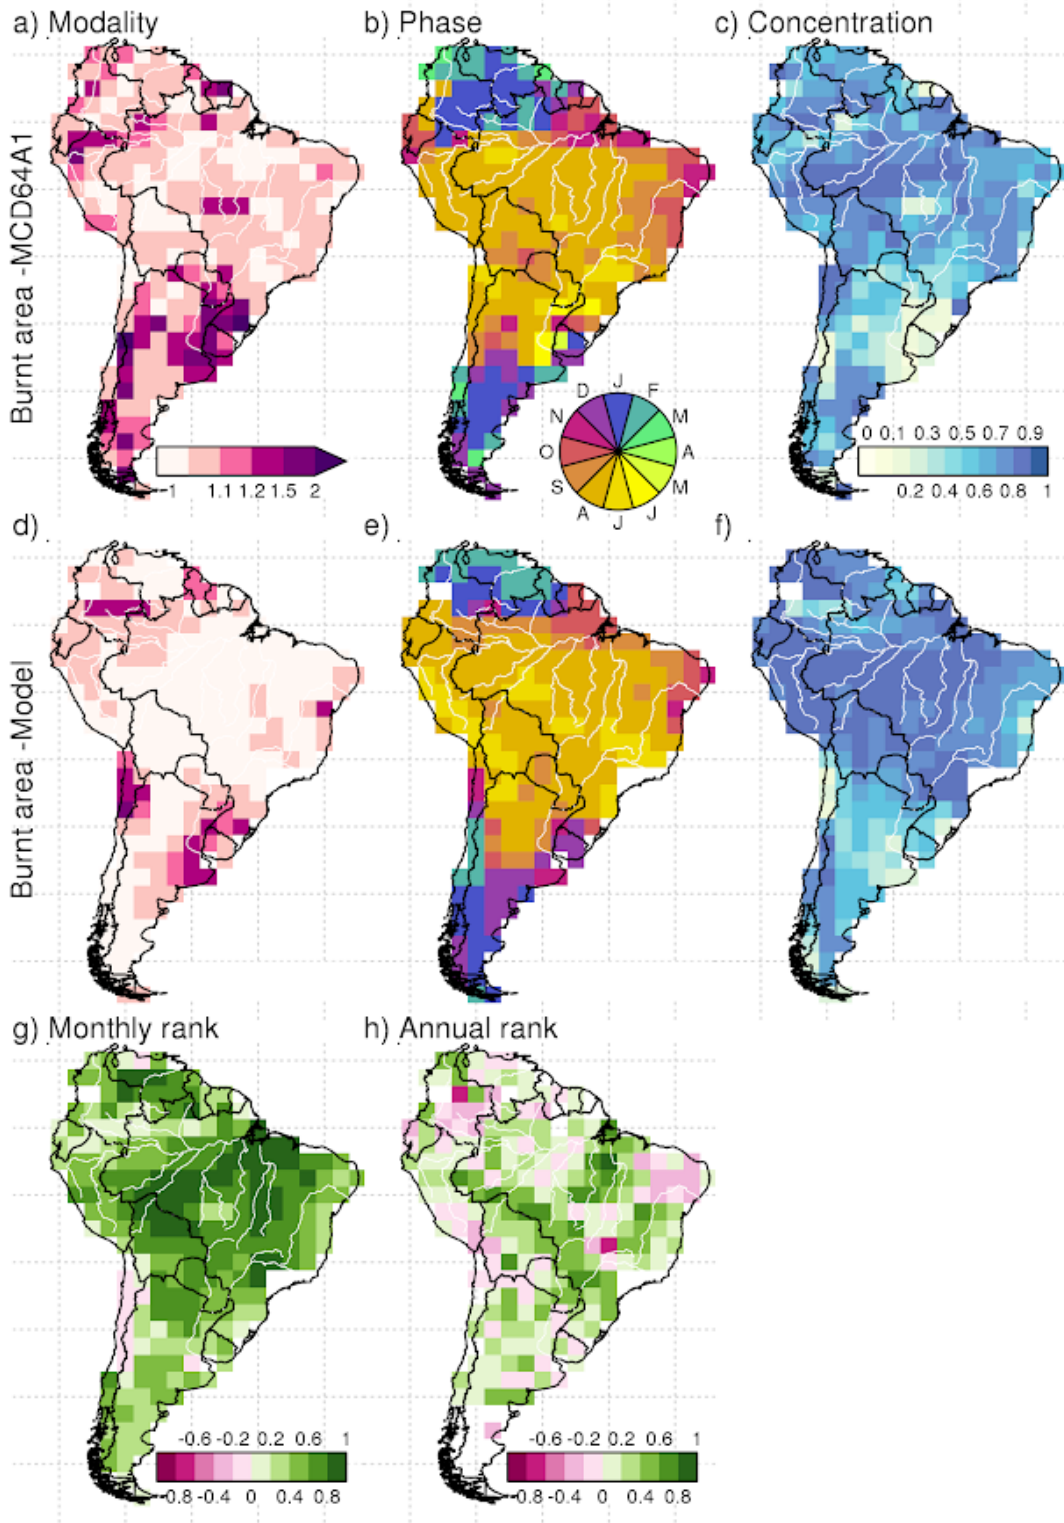 a) Modality
b) Phase
c) Concentration
Burnt area -MCD64A1
D J F
N M
O A
S M
A J J
1 1.1 1.2 1.5 2
0 0.1 0.3 0.5 0.7 0.9
0.2 0.4 0.6 0.8 1
d)
e)
f)
Burnt area -Model
g) Monthly rank
h) Annual rank
-0.6 -0.2 0.2 0.6 1
-0.8 -0.4 0 0.4 0.8
-0.6 -0.2 0.2 0.6 1
-0.8 -0.4 0 0.4 0.8